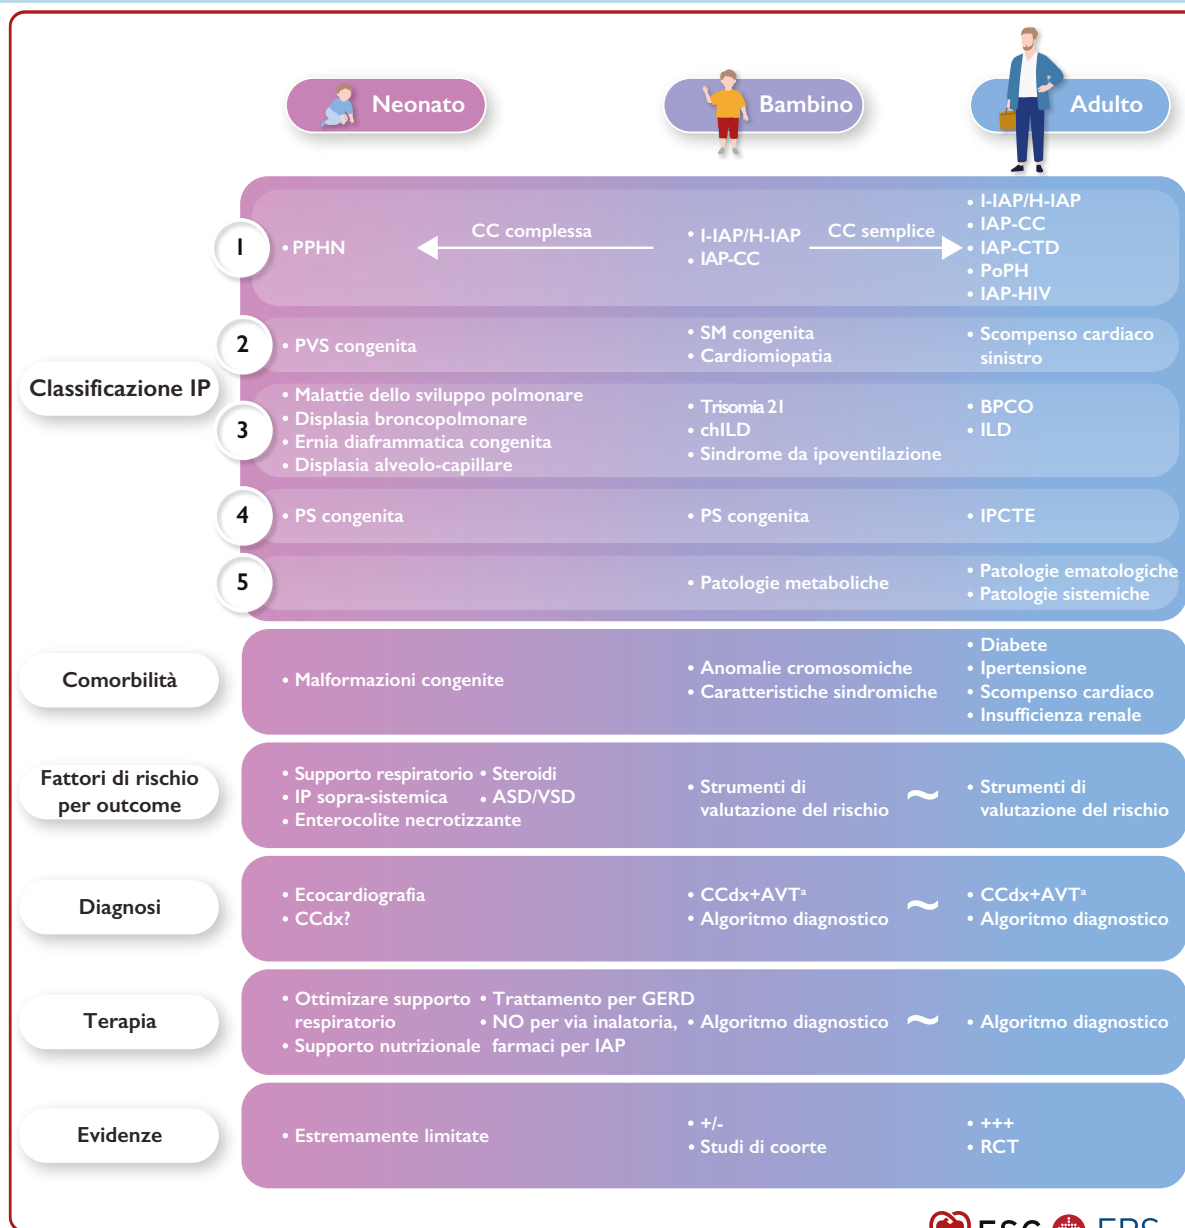 Neonato
Bambino
Adulto
Classificazione IP
1
• PPHN
CC complessa
• I-IAP/H-IAP
• IAP-CC
CC semplice
• I-IAP/H-IAP
• IAP-CC
• IAP-CTD
• PoPH
• IAP-HIV
2
• PVS congenita
• SM congenita
• Cardiomiopatia
• Scompenso cardiaco
sinistro
3
• Malattie dello sviluppo polmonare
• Displasia broncopolmonare
• Ernia diaframmatica congenita
• Displasia alveolo-capillare
• Trisomia 21
• chILD
• Sindrome da ipoventilazione
• BPCO
• ILD
4
• PS congenita
• PS congenita
• IPCTE
5
• Patologie metaboliche
• Patologie ematologiche
• Patologie sistemiche
Comorbilità
• Malformazioni congenite
• Anomalie cromosomiche
• Caratteristiche sindromiche
• Diabete
• Ipertensione
• Scompenso cardiaco
• Insufficienza renale
Fattori di rischio
per outcome
• Supporto respiratorio
• IP sopra-sistemica
• Enterocolite necrotizzante
• Steroidi
• ASD/VSD
• Strumenti di
valutazione del rischio
~
• Strumenti di
valutazione del rischio
Diagnosi
• Ecocardiografia
• CCdx?
• CCdx+AVTª
• Algoritmo diagnostico
~
• CCdx+AVTª
• Algoritmo diagnostico
Terapia
• Ottimizare supporto
respiratorio
• Supporto nutrizionale
• Trattamento per GERD
• NO per via inalatoria,
farmaci per IAP
• Algoritmo diagnostico
~
• Algoritmo diagnostico
Evidenze
• Estremamente limitate
• +/-
• Studi di coorte
• +++
• RCT
ESC
ERS